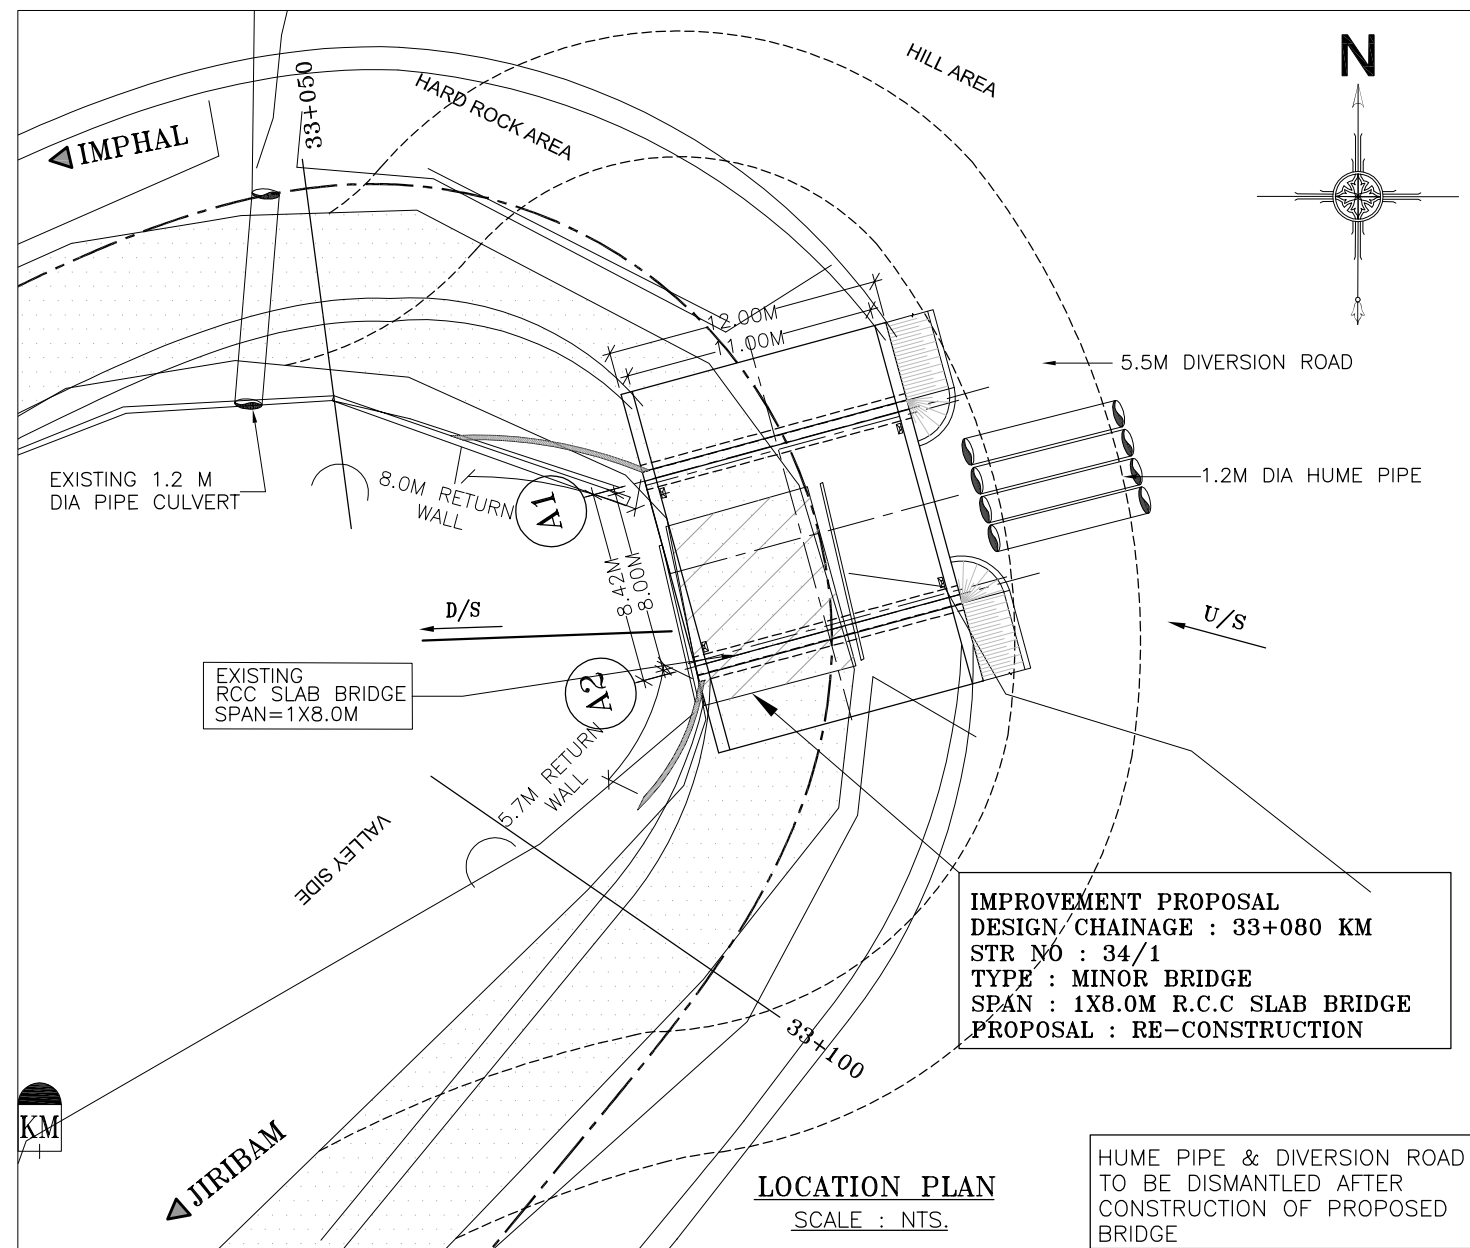 HILL AREA
N
HARD ROCK AREA
33+050
IMPHAL
12.00M
11.00M
5.5M DIVERSION ROAD
EXISTING 1.2 M
DIA PIPE CULVERT
8.0M RETURN
WALL
A1
1.2M DIA HUME PIPE
8.42M
8.00M
D/S
U/S
EXISTING
RCC SLAB BRIDGE
SPAN=1X8.0M
A2
5.7M RETURN
WALL
VALLEY SIDE
IMPROVEMENT PROPOSAL
DESIGN CHAINAGE : 33+080 KM
STR NO : 34/1
TYPE : MINOR BRIDGE
SPAN : 1X8.0M R.C.C SLAB BRIDGE
PROPOSAL : RE-CONSTRUCTION
33+100
KM
JIRIBAM
LOCATION PLAN
SCALE : NTS.
HUME PIPE & DIVERSION ROAD
TO BE DISMANTLED AFTER
CONSTRUCTION OF PROPOSED
BRIDGE